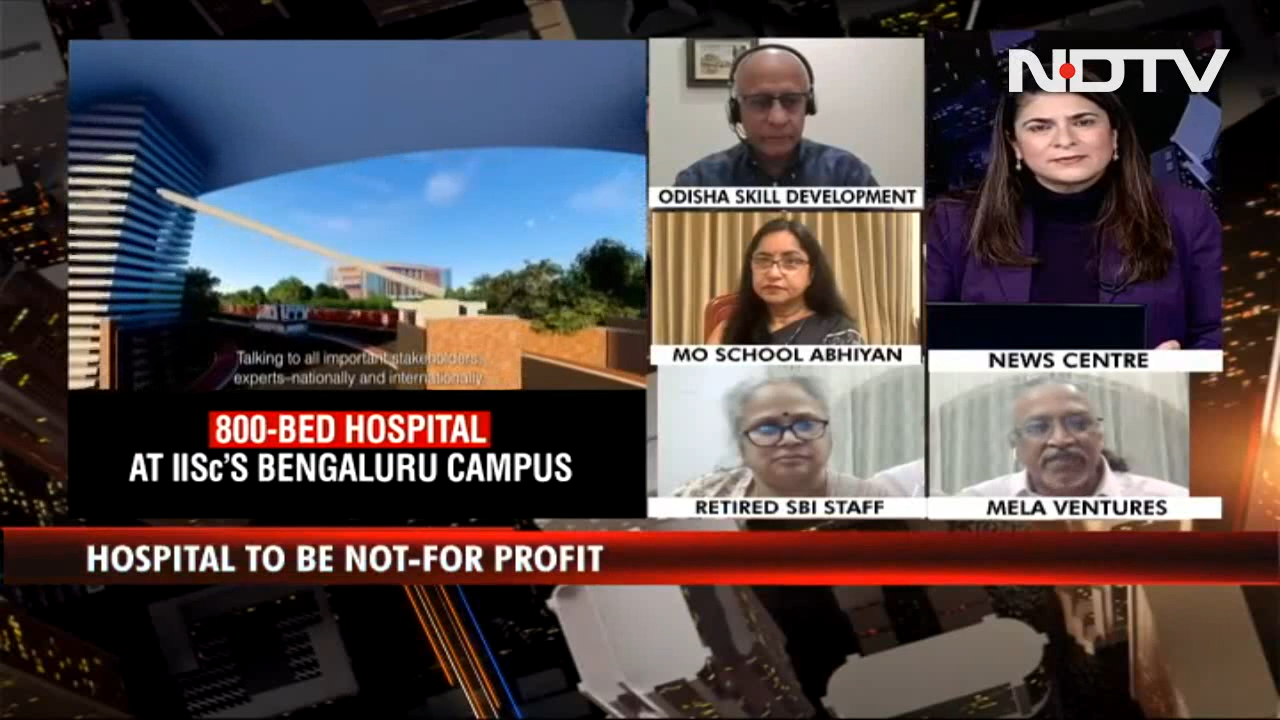 NDTV
ODISHA SKILL DEVELOPMENT
MO SCHOOL ABHIYAN
NEWS CENTRE
Talking to all important stakeholders,
experts–nationally and internationally.
800-BED HOSPITAL
AT IISc'S BENGALURU CAMPUS
RETIRED SBI STAFF
MELA VENTURES
HOSPITAL TO BE NOT-FOR PROFIT